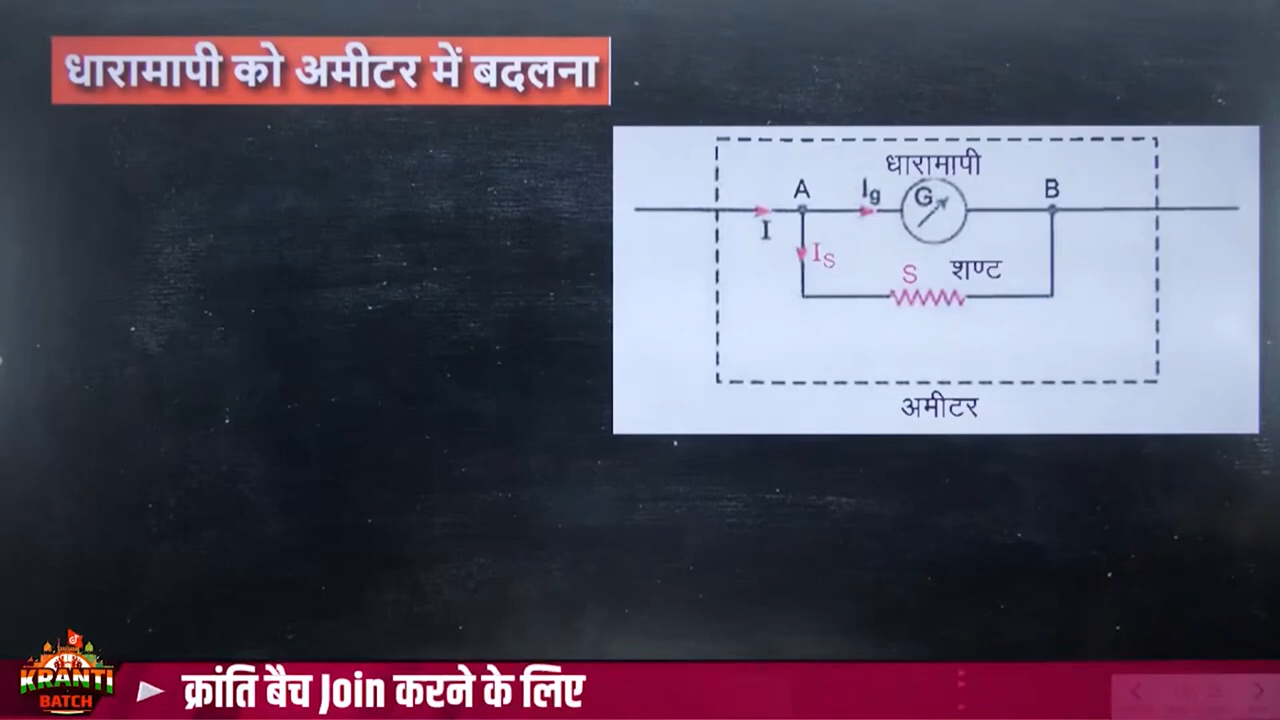 धारामापी को अमीटर में बदलना
धारामापी
A
Ig
G
B
I
IS
S
शण्ट
अमीटर
KRANTI
BATCH
क्रांति बैच Join करने के लिए